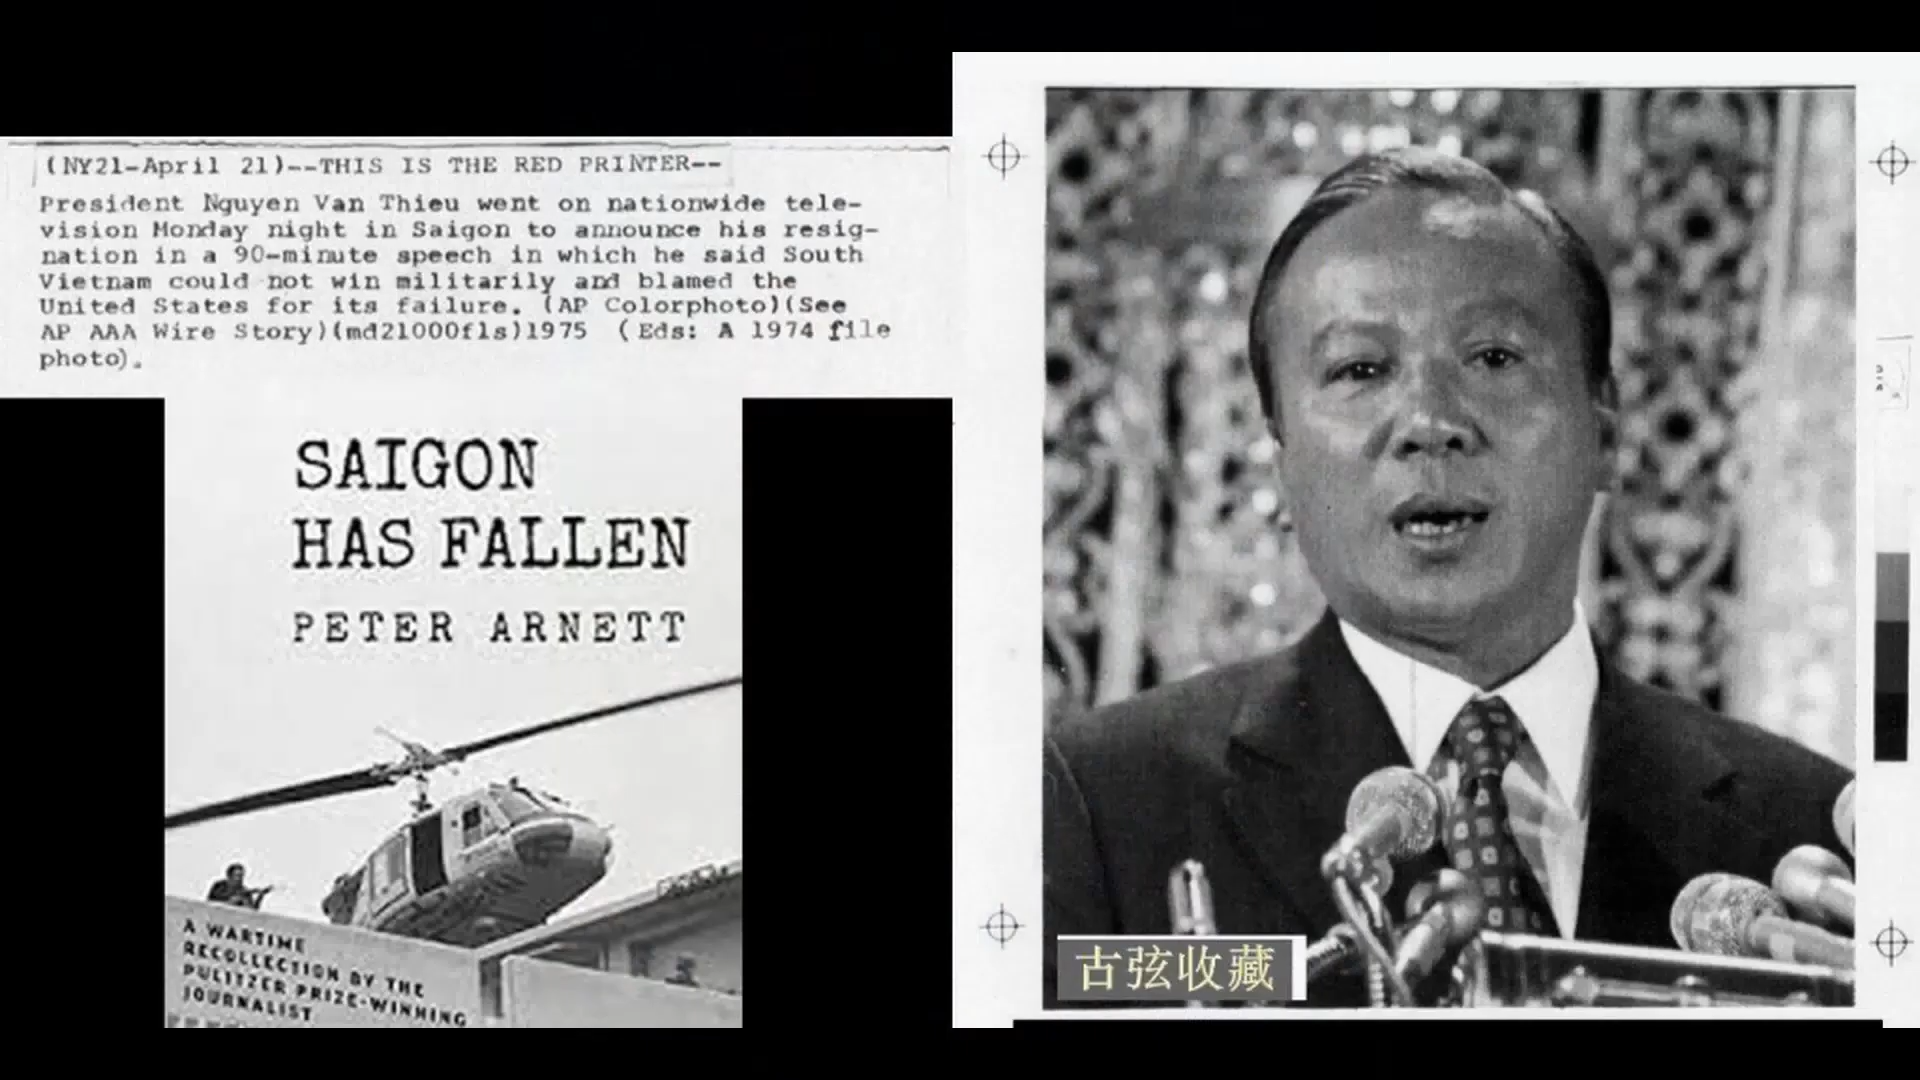 (NY21-April 21)--THIS IS THE RED PRINTER--
President Nguyen Van Thieu went on nationwide tele-
vision Monday night in Saigon to announce his resig-
nation in a 90-minute speech in which he said South
Vietnam could not win militarily and blamed the
United States for its failure. (AP Colorphoto)(See
AP AAA Wire Story)(md21000fls)1975 (Eds: A 1974 file
photo).
SAIGON
HAS FALLEN
PETER ARNETT
A WARTIME
RECOLLECTION BY THE
PULITZER PRIZE-WINNING
JOURNALIST
古弦收藏